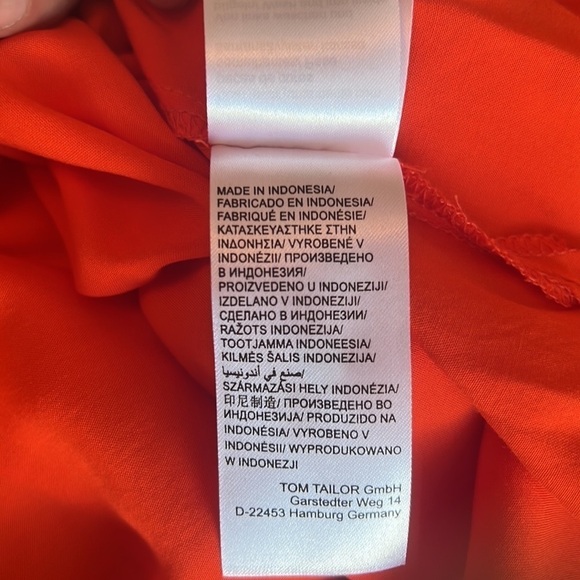 MADE IN INDONESIA/
FABRICADO EN INDONESIA/
FABRIQUÉ EN INDONÉSIE/
ΚΑΤΑΣΚΕΥΑΣΤΗΚΕ ΣΤΗΝ
ΙΝΔΟΝΗΣΙΑ/ VYROBENÉ V
INDONÉZII/ ПРОИЗВЕДЕНО
В ИНДОНЕЗИЯ/
PROIZVEDENO U INDONEZIJI/
IZDELANO V INDONEZIJI/
СДЕЛАНО В ИНДОНЕЗИИ/
RAŽOTS INDONEZIJA/
TOOTJAMMA INDONEESIA/
KILMĖS ŠALIS INDONEZIJA/
صنع في أندونيسيا/
SZÁRMAZÁSI HELY INDONÉZIA/
印尼制造/ ПРОИЗВЕДЕНО ВО
ИНДОНЕЗИЈА/ PRODUZIDO NA
INDONÉSIA/ VYROBENO V
INDONÉSII/ WYPRODUKOWANO
W INDONEZJI
TOM TAILOR GmbH
Garstedter Weg 14
D-22453 Hamburg Germany